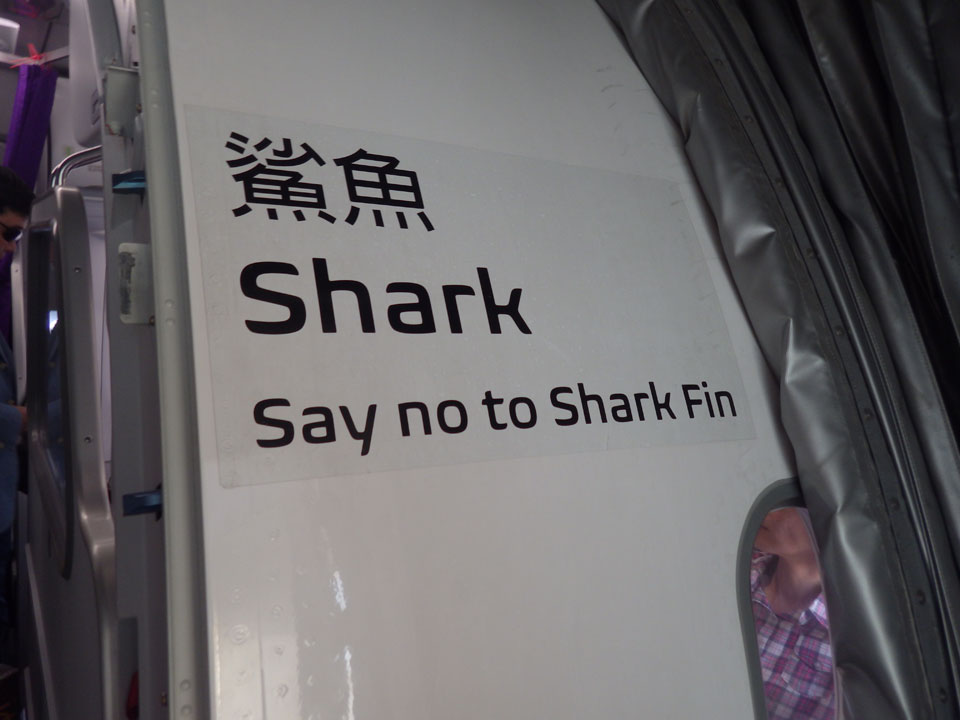 鯊魚
Shark
Say no to Shark Fin